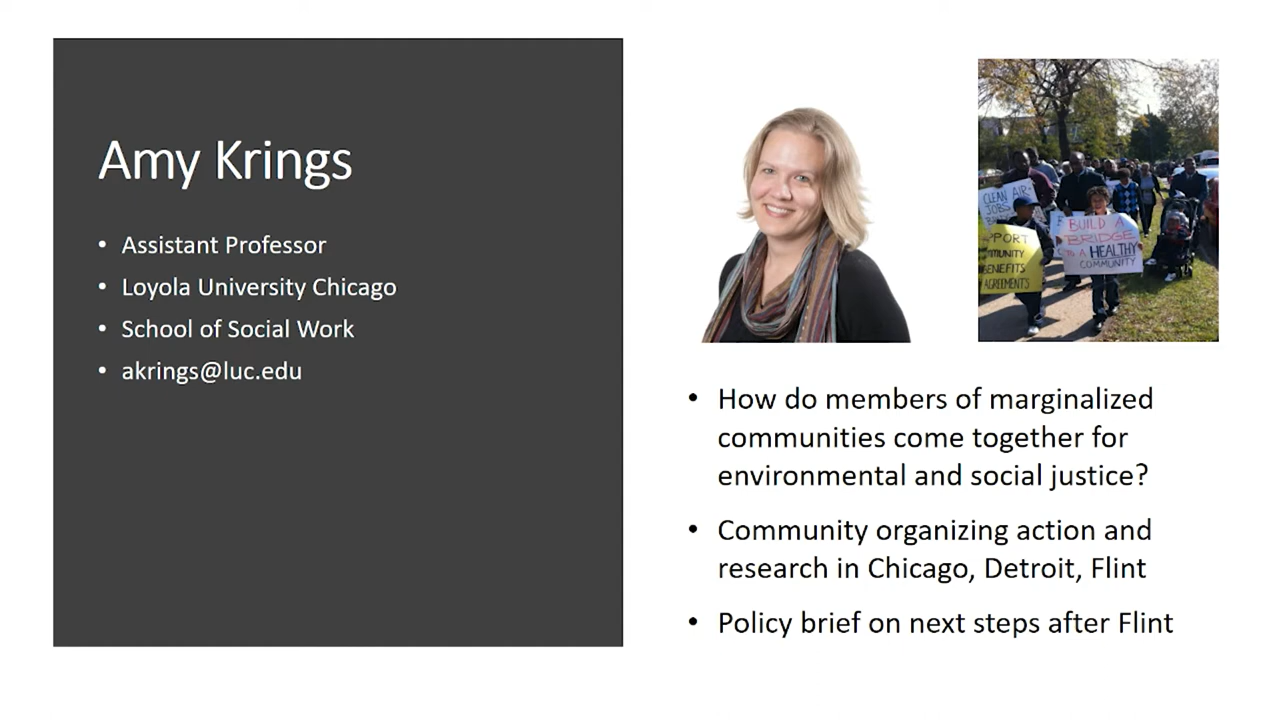 Amy Krings
• Assistant Professor
• Loyola University Chicago
• School of Social Work
• akrings@luc.edu
CLEAN AIR
JOBS
BUILD A
BRIDGE
TO A HEALTHY
COMMUNITY
BENEFITS
AGREEMENTS
• How do members of marginalized
communities come together for
environmental and social justice?
• Community organizing action and
research in Chicago, Detroit, Flint
• Policy brief on next steps after Flint